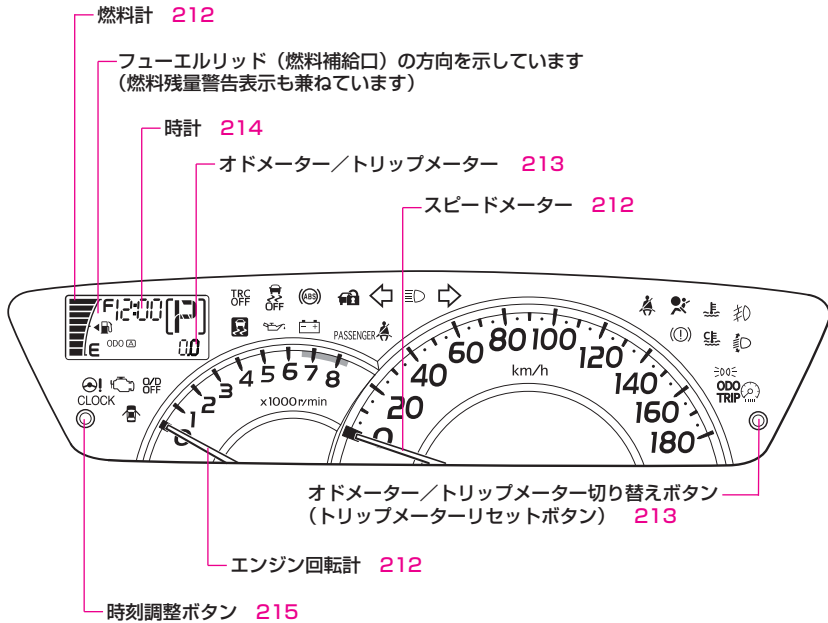 燃料計 212
フューエルリッド（燃料補給口）の方向を示しています
（燃料残量警告表示も兼ねています）
時計 214
オドメーター／トリップメーター 213
スピードメーター 212
F 12:00 P
E ODO A 0.0
TRC OFF
OFF
(ABS)
PASSENGER
O/D OFF
CLOCK
0 1 2 3 4 5 6 7 8
x1000r/min
0 20 40 60 80 100 120 140 160 180
km/h
ODO
TRIP
オドメーター／トリップメーター切り替えボタン
（トリップメーターリセットボタン） 213
エンジン回転計 212
時刻調整ボタン 215